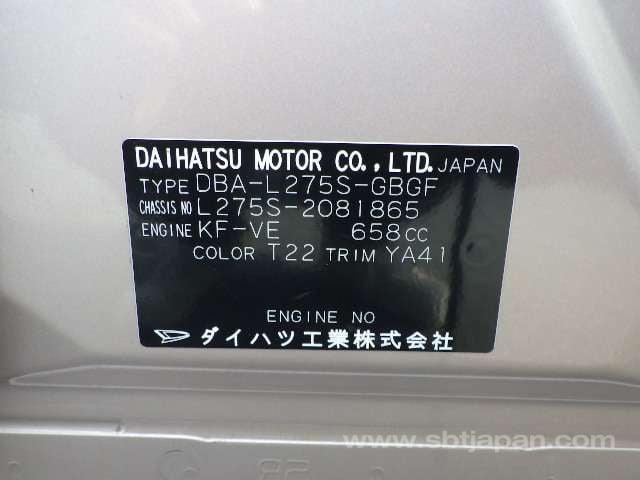 DAIHATSU MOTOR CO., LTD. JAPAN
TYPE DBA-L275S-GBGF
CHASSIS NO L275S-2081865
ENGINE KF-VE 658CC
COLOR T22 TRIM YA41
ENGINE NO
ダイハツ工業株式会社
www.sbtjapan.com